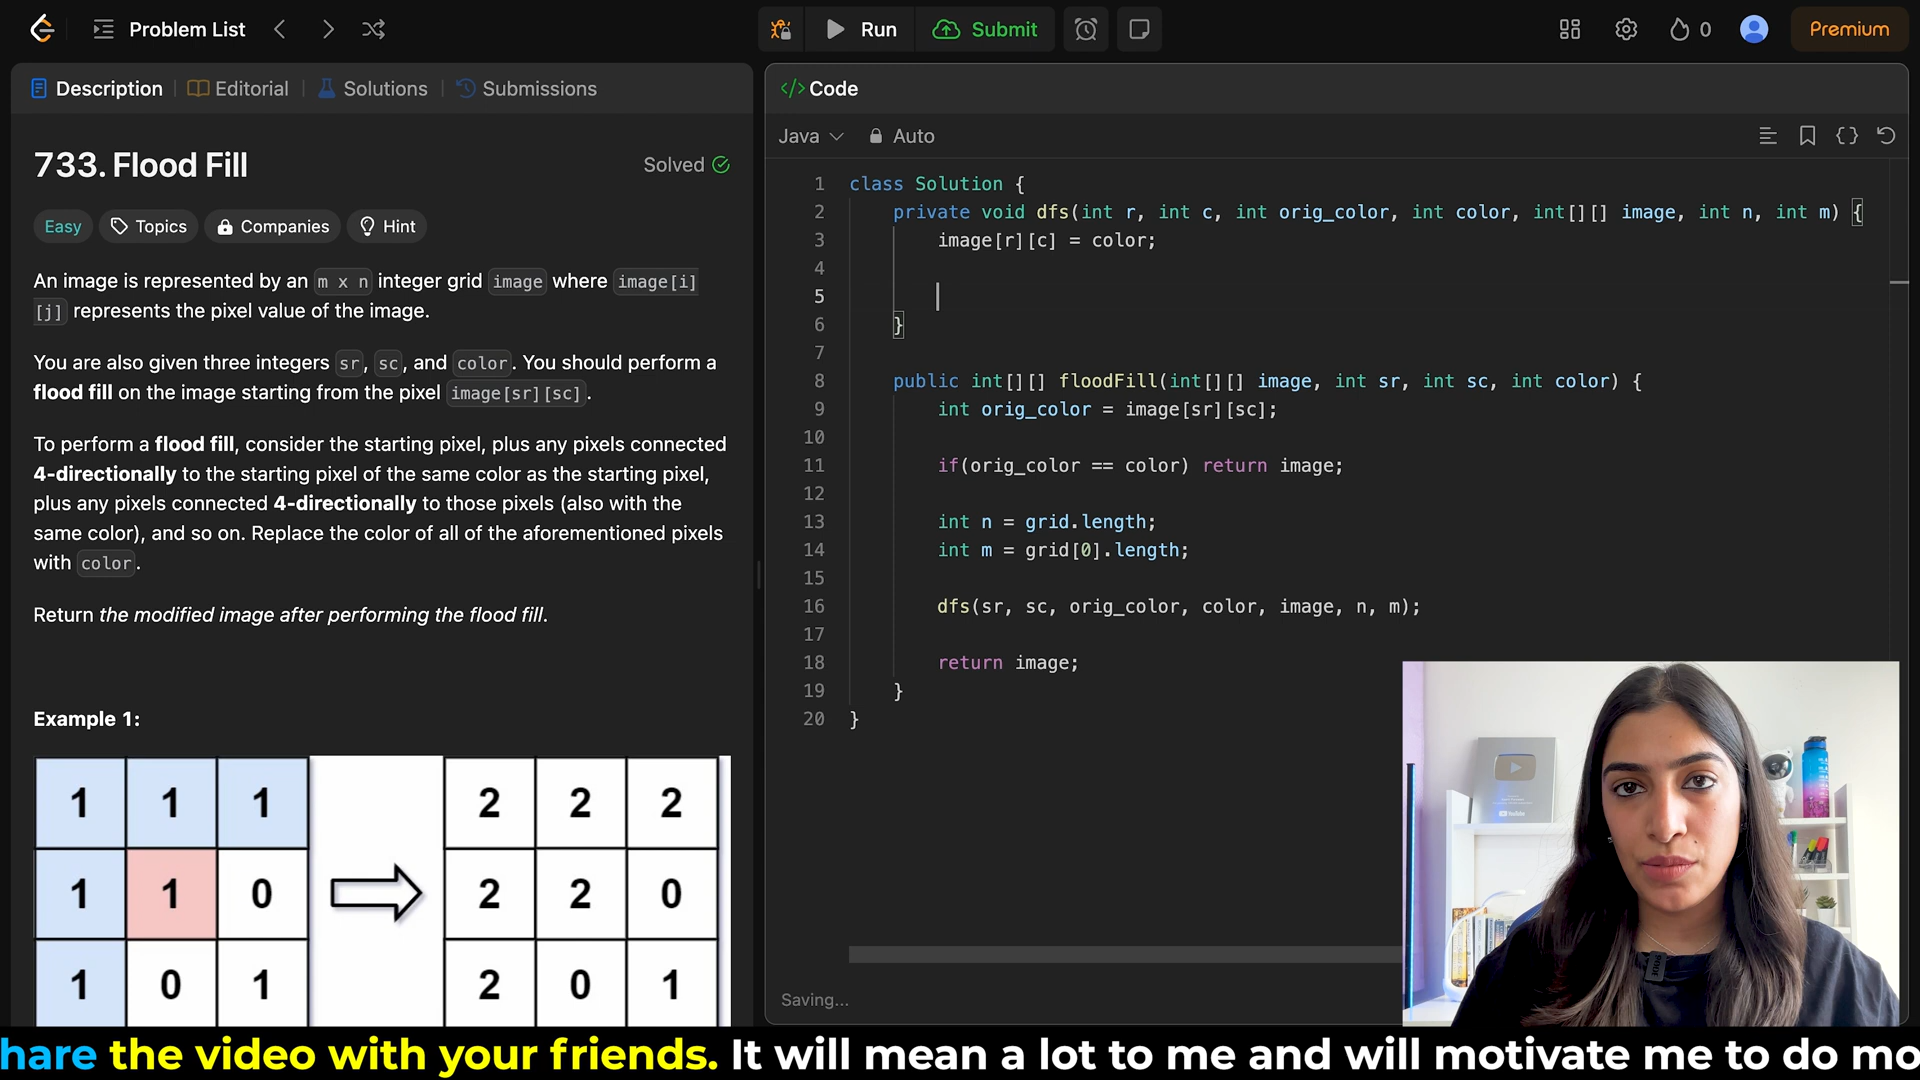 Problem List
Run
Submit
0
Premium
Description
Editorial
Solutions
Submissions
</> Code
Java
Auto
733. Flood Fill
Solved
Easy
Topics
Companies
Hint
An image is represented by an m x n integer grid image where image[i]
[j] represents the pixel value of the image.
You are also given three integers sr, sc, and color. You should perform a
flood fill on the image starting from the pixel image[sr][sc].
To perform a flood fill, consider the starting pixel, plus any pixels connected
4-directionally to the starting pixel of the same color as the starting pixel,
plus any pixels connected 4-directionally to those pixels (also with the
same color), and so on. Replace the color of all of the aforementioned pixels
with color.
Return the modified image after performing the flood fill.
Example 1:
1 1 1 2 2 2
1 1 0 2 2 0
1 0 1 2 0 1
1 class Solution {
2 private void dfs(int r, int c, int orig_color, int color, int[][] image, int n, int m) {
3 image[r][c] = color;
4
5
6 }
7
8 public int[][] floodFill(int[][] image, int sr, int sc, int color) {
9 int orig_color = image[sr][sc];
10
11 if(orig_color == color) return image;
12
13 int n = grid.length;
14 int m = grid[0].length;
15
16 dfs(sr, sc, orig_color, color, image, n, m);
17
18 return image;
19 }
20 }
Saving...
hare the video with your friends. It will mean a lot to me and will motivate me to do mo